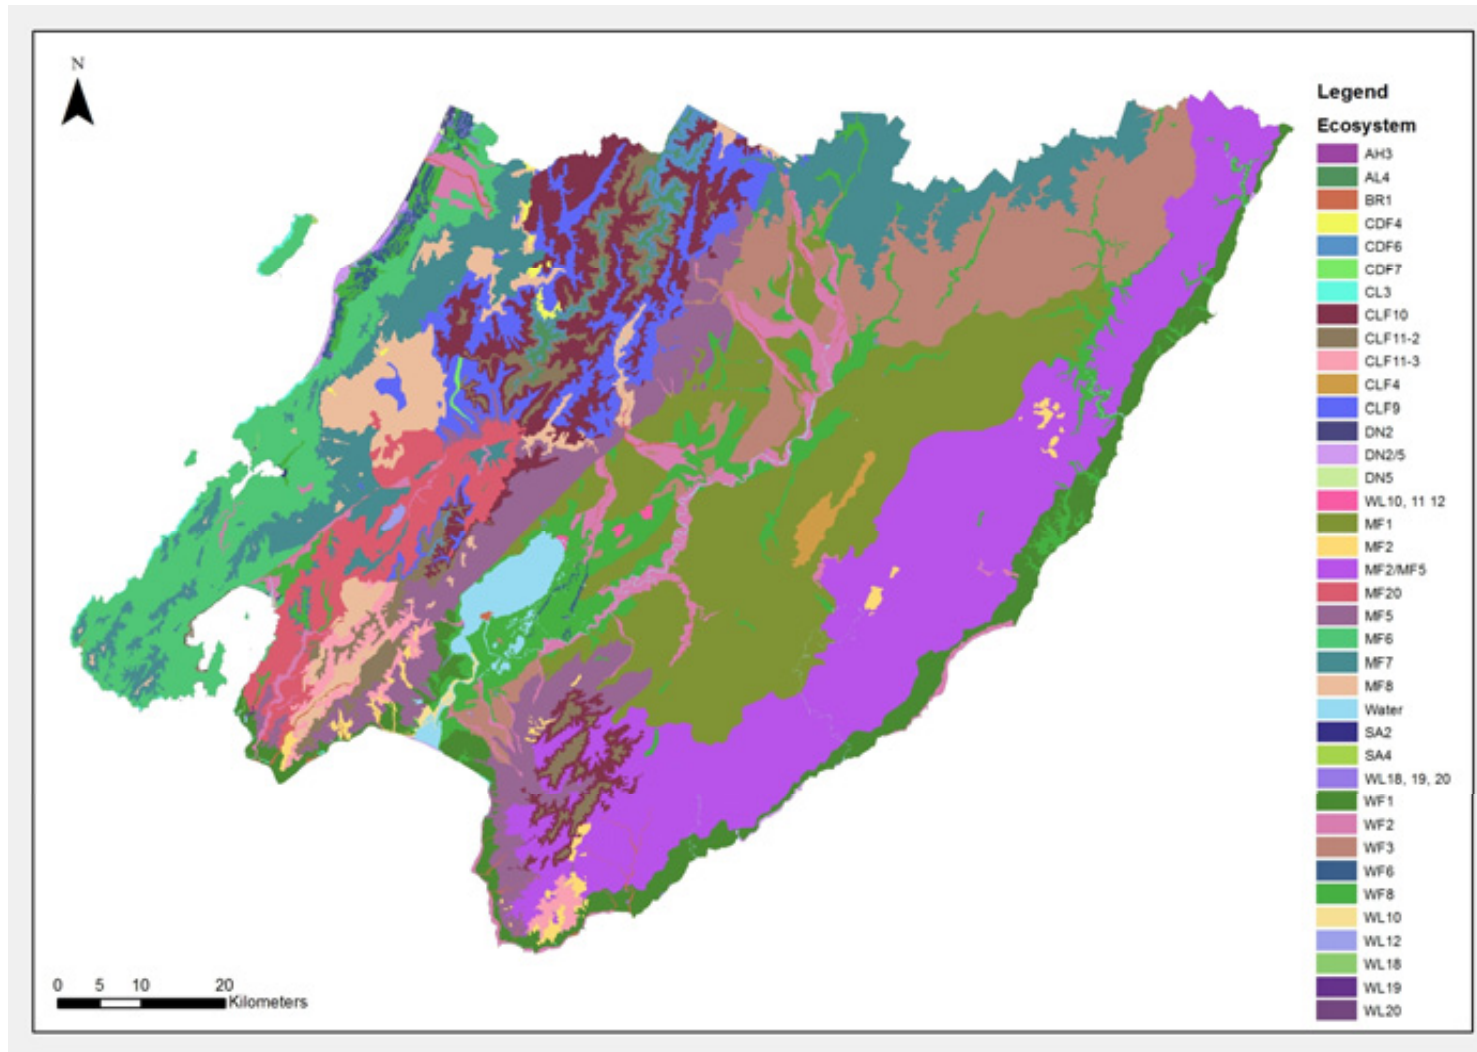 N
Legend
Ecosystem
AH3
AL4
BR1
CDF4
CDF6
CDF7
CL3
CLF10
CLF11-2
CLF11-3
CLF4
CLF9
DN2
DN2/5
DN5
WL10, 11 12
MF1
MF2
MF2/MF5
MF20
MF5
MF6
MF7
MF8
Water
SA2
SA4
WL18, 19, 20
WF1
WF2
WF3
WF6
WF8
WL10
WL12
WL18
WL19
WL20
0 5 10 20
Kilometers